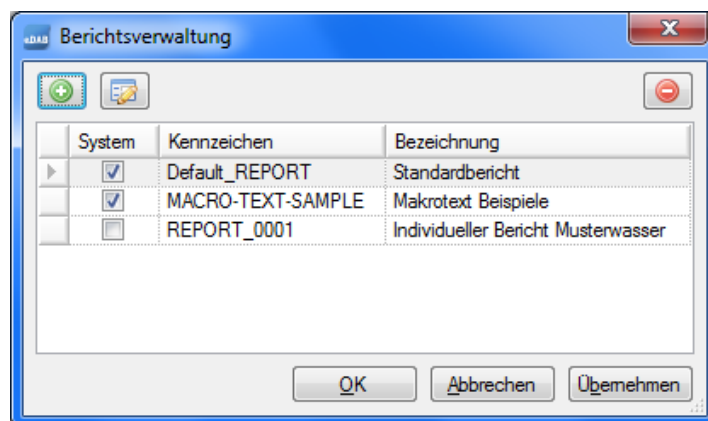 eDAB Berichtsverwaltung
System Kennzeichen Bezeichnung
Default_REPORT Standardbericht
MACRO-TEXT-SAMPLE Makrotext Beispiele
REPORT_0001 Individueller Bericht Musterwasser
OK Abbrechen Übernehmen